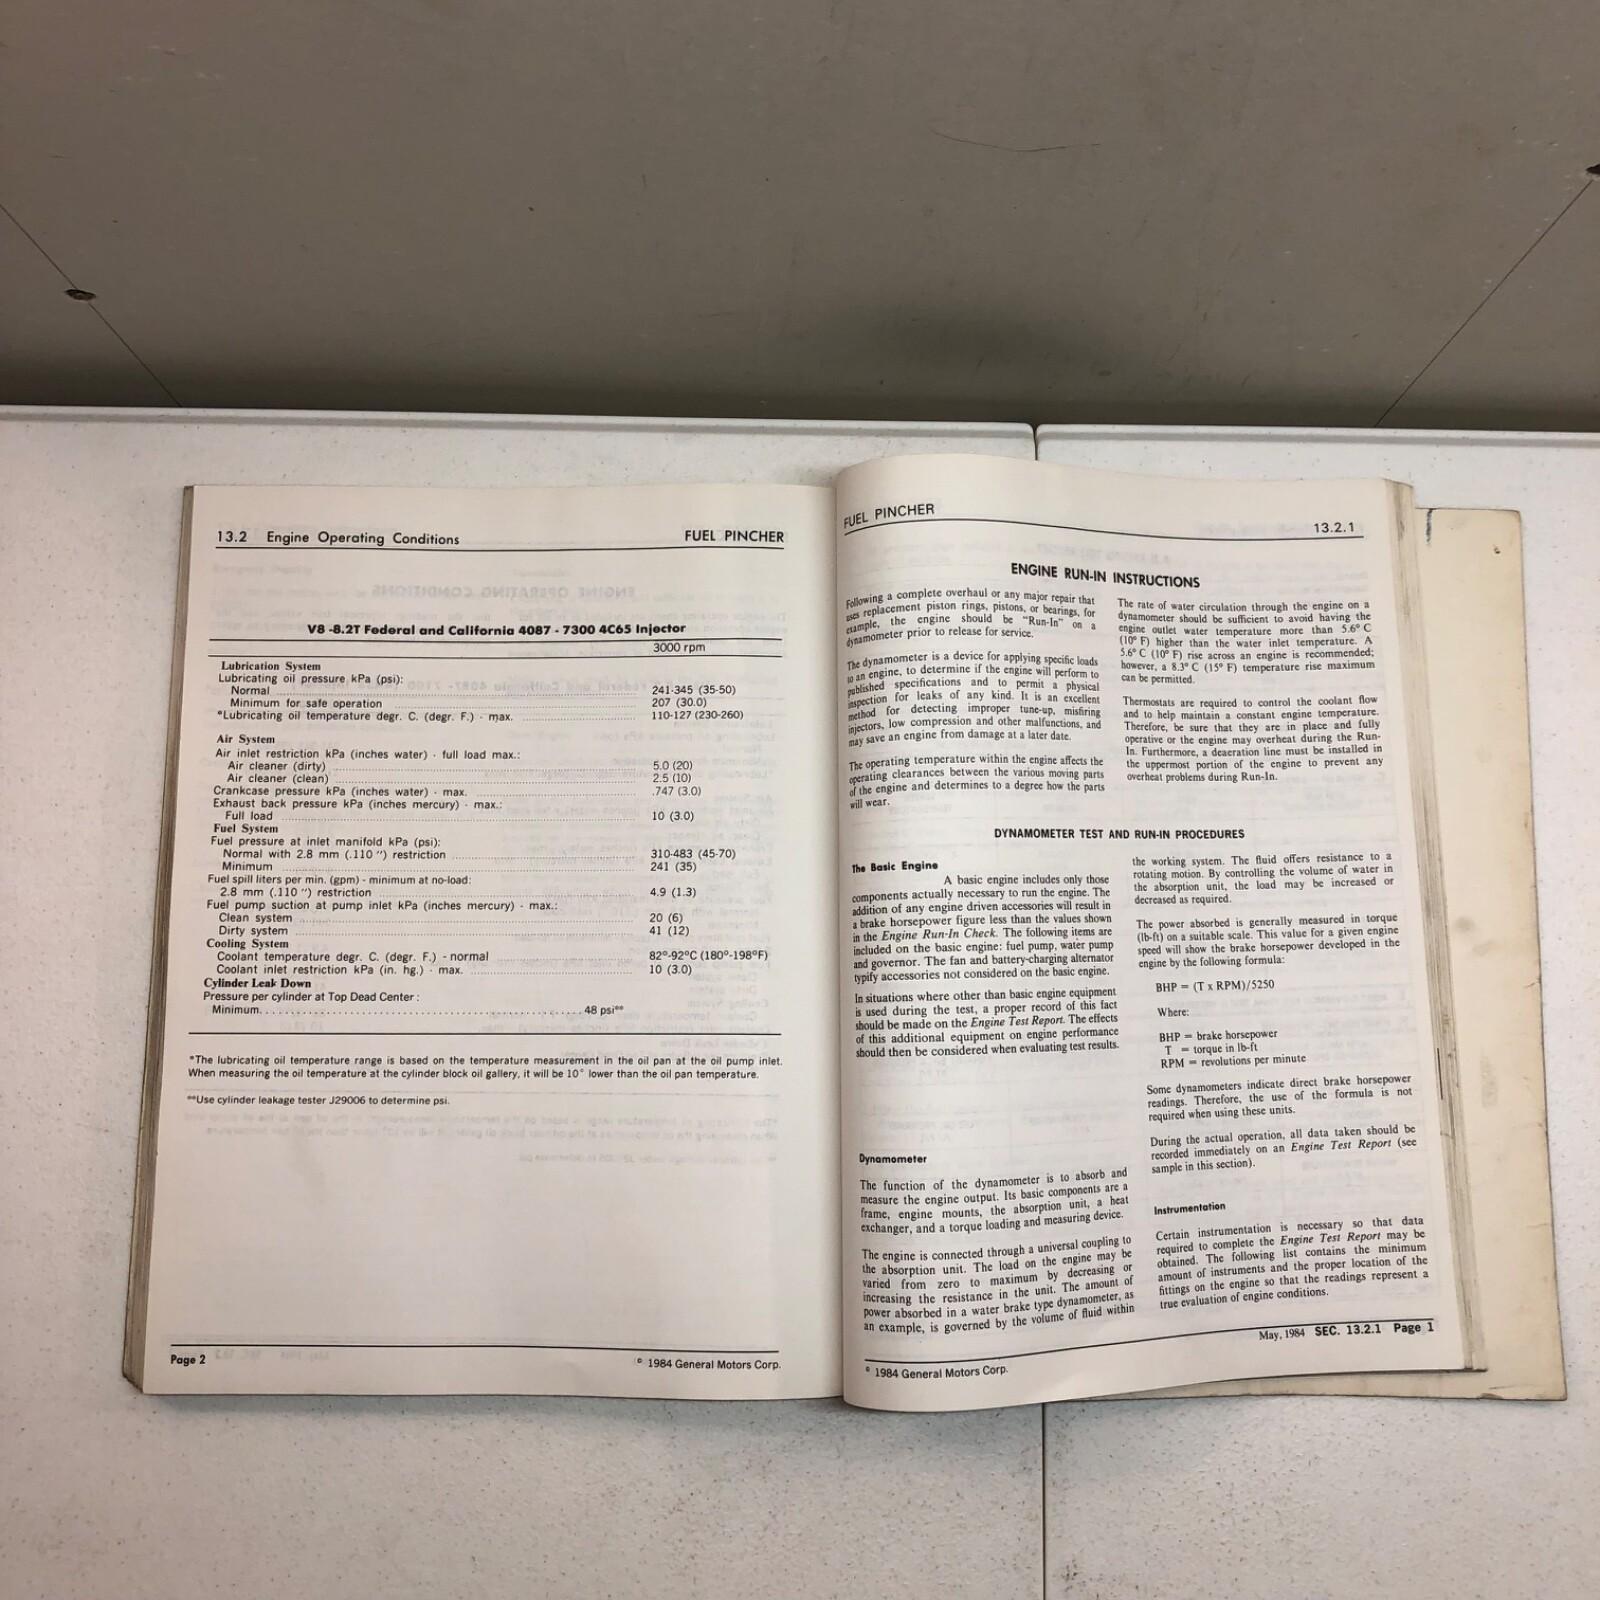 13.2 Engine Operating Conditions FUEL PINCHER
V8 -8.2T Federal and California 4087 - 7300 4C65 Injector
3000 rpm
Lubrication System
Lubricating oil pressure kPa (psi):
Normal 241-345 (35-50)
Minimum for safe operation 207 (30.0)
*Lubricating oil temperature degr. C. (degr. F.) - max. 110-127 (230-260)
Air System
Air inlet restriction kPa (inches water) - full load max.:
Air cleaner (dirty) 5.0 (20)
Air cleaner (clean) 2.5 (10)
Crankcase pressure kPa (inches water) - max. .747 (3.0)
Exhaust back pressure kPa (inches mercury) - max.:
Full load 10 (3.0)
Fuel System
Fuel pressure at inlet manifold kPa (psi):
Normal with 2.8 mm (.110 ") restriction 310-483 (45-70)
Minimum 241 (35)
Fuel spill liters per min. (gpm) - minimum at no-load:
2.8 mm (.110 ") restriction 4.9 (1.3)
Fuel pump suction at pump inlet kPa (inches mercury) - max.:
Clean system 20 (6)
Dirty system 41 (12)
Cooling System
Coolant temperature degr. C. (degr. F.) - normal 82º-92ºC (180º-198ºF)
Coolant inlet restriction kPa (in. hg.) - max. 10 (3.0)
Cylinder Leak Down
Pressure per cylinder at Top Dead Center :
Minimum. 48 psi**
*The lubricating oil temperature range is based on the temperature measurement in the oil pan at the oil pump inlet.
When measuring the oil temperature at the cylinder block oil gallery, it will be 10° lower than the oil pan temperature.
**Use cylinder leakage tester J29006 to determine psi.
Page 2 © 1984 General Motors Corp.
FUEL PINCHER 13.2.1
ENGINE RUN-IN INSTRUCTIONS
Following a complete overhaul or any major repair that
uses replacement piston rings, pistons, or bearings, for
example, the engine should be "Run-In" on a
dynamometer prior to release for service.
The dynamometer is a device for applying specific loads
to an engine, to determine if the engine will perform to
published specifications and to permit a physical
inspection for leaks of any kind. It is an excellent
method for detecting improper tune-up, misfiring
injectors, low compression and other malfunctions, and
may save an engine from damage at a later date.
The operating temperature within the engine affects the
operating clearances between the various moving parts
of the engine and determines to a degree how the parts
will wear.
The rate of water circulation through the engine on a
dynamometer should be sufficient to avoid having the
engine outlet water temperature more than 5.6° C
(10° F) higher than the water inlet temperature. A
5.6° C (10° F) rise across an engine is recommended;
however, a 8.3° C (15° F) temperature rise maximum
can be permitted.
Thermostats are required to control the coolant flow
and to help maintain a constant engine temperature.
Therefore, be sure that they are in place and fully
operative or the engine may overheat during the Run-
In. Furthermore, a deaeration line must be installed in
the uppermost portion of the engine to prevent any
overheat problems during Run-In.
DYNAMOMETER TEST AND RUN-IN PROCEDURES
The Basic Engine
A basic engine includes only those
components actually necessary to run the engine. The
addition of any engine driven accessories will result in
a brake horsepower figure less than the values shown
in the Engine Run-In Check. The following items are
included on the basic engine: fuel pump, water pump
and governor. The fan and battery-charging alternator
typify accessories not considered on the basic engine.
In situations where other than basic engine equipment
is used during the test, a proper record of this fact
should be made on the Engine Test Report. The effects
of this additional equipment on engine performance
should then be considered when evaluating test results.
Dynamometer
The function of the dynamometer is to absorb and
measure the engine output. Its basic components are a
frame, engine mounts, the absorption unit, a heat
exchanger, and a torque loading and measuring device.
The engine is connected through a universal coupling to
the absorption unit. The load on the engine may be
varied from zero to maximum by decreasing or
increasing the resistance in the unit. The amount of
power absorbed in a water brake type dynamometer, as
an example, is governed by the volume of fluid within
the working system. The fluid offers resistance to a
rotating motion. By controlling the volume of water in
the absorption unit, the load may be increased or
decreased as required.
The power absorbed is generally measured in torque
(lb-ft) on a suitable scale. This value for a given engine
speed will show the brake horsepower developed in the
engine by the following formula:
BHP = (T x RPM)/5250
Where:
BHP = brake horsepower
T = torque in lb-ft
RPM = revolutions per minute
Some dynamometers indicate direct brake horsepower
readings. Therefore, the use of the formula is not
required when using these units.
During the actual operation, all data taken should be
recorded immediately on an Engine Test Report (see
sample in this section).
Instrumentation
Certain instrumentation is necessary so that data
required to complete the Engine Test Report may be
obtained. The following list contains the minimum
amount of instruments and the proper location of the
fittings on the engine so that the readings represent a
true evaluation of engine conditions.
May, 1984 SEC. 13.2.1 Page 1
© 1984 General Motors Corp.